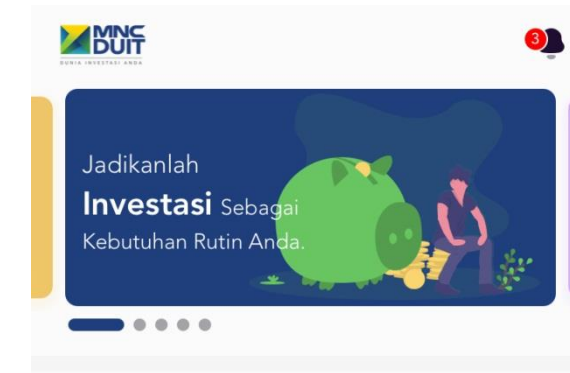 MNC
DUIT
DUNIA INVESTASI ANDA
3
Jadikanlah
Investasi Sebagai
Kebutuhan Rutin Anda.